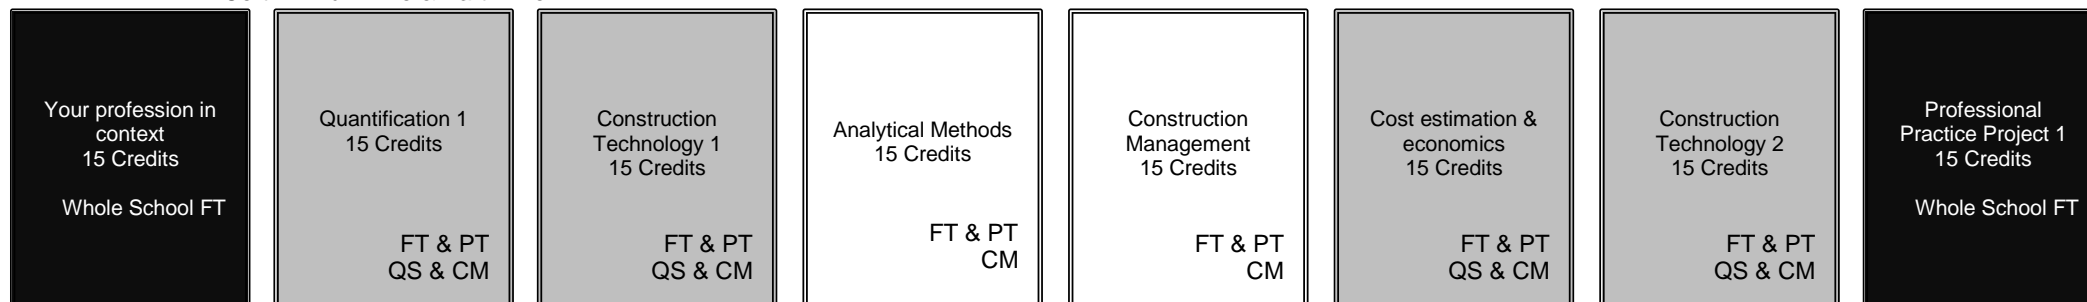 Your profession in
context
15 Credits
Whole School FT
Quantification 1
15 Credits
FT & PT
QS & CM
Construction
Technology 1
15 Credits
FT & PT
QS & CM
Analytical Methods
15 Credits
FT & PT
CM
Construction
Management
15 Credits
FT & PT
CM
Cost estimation &
economics
15 Credits
FT & PT
QS & CM
Construction
Technology 2
15 Credits
FT & PT
QS & CM
Professional
Practice Project 1
15 Credits
Whole School FT